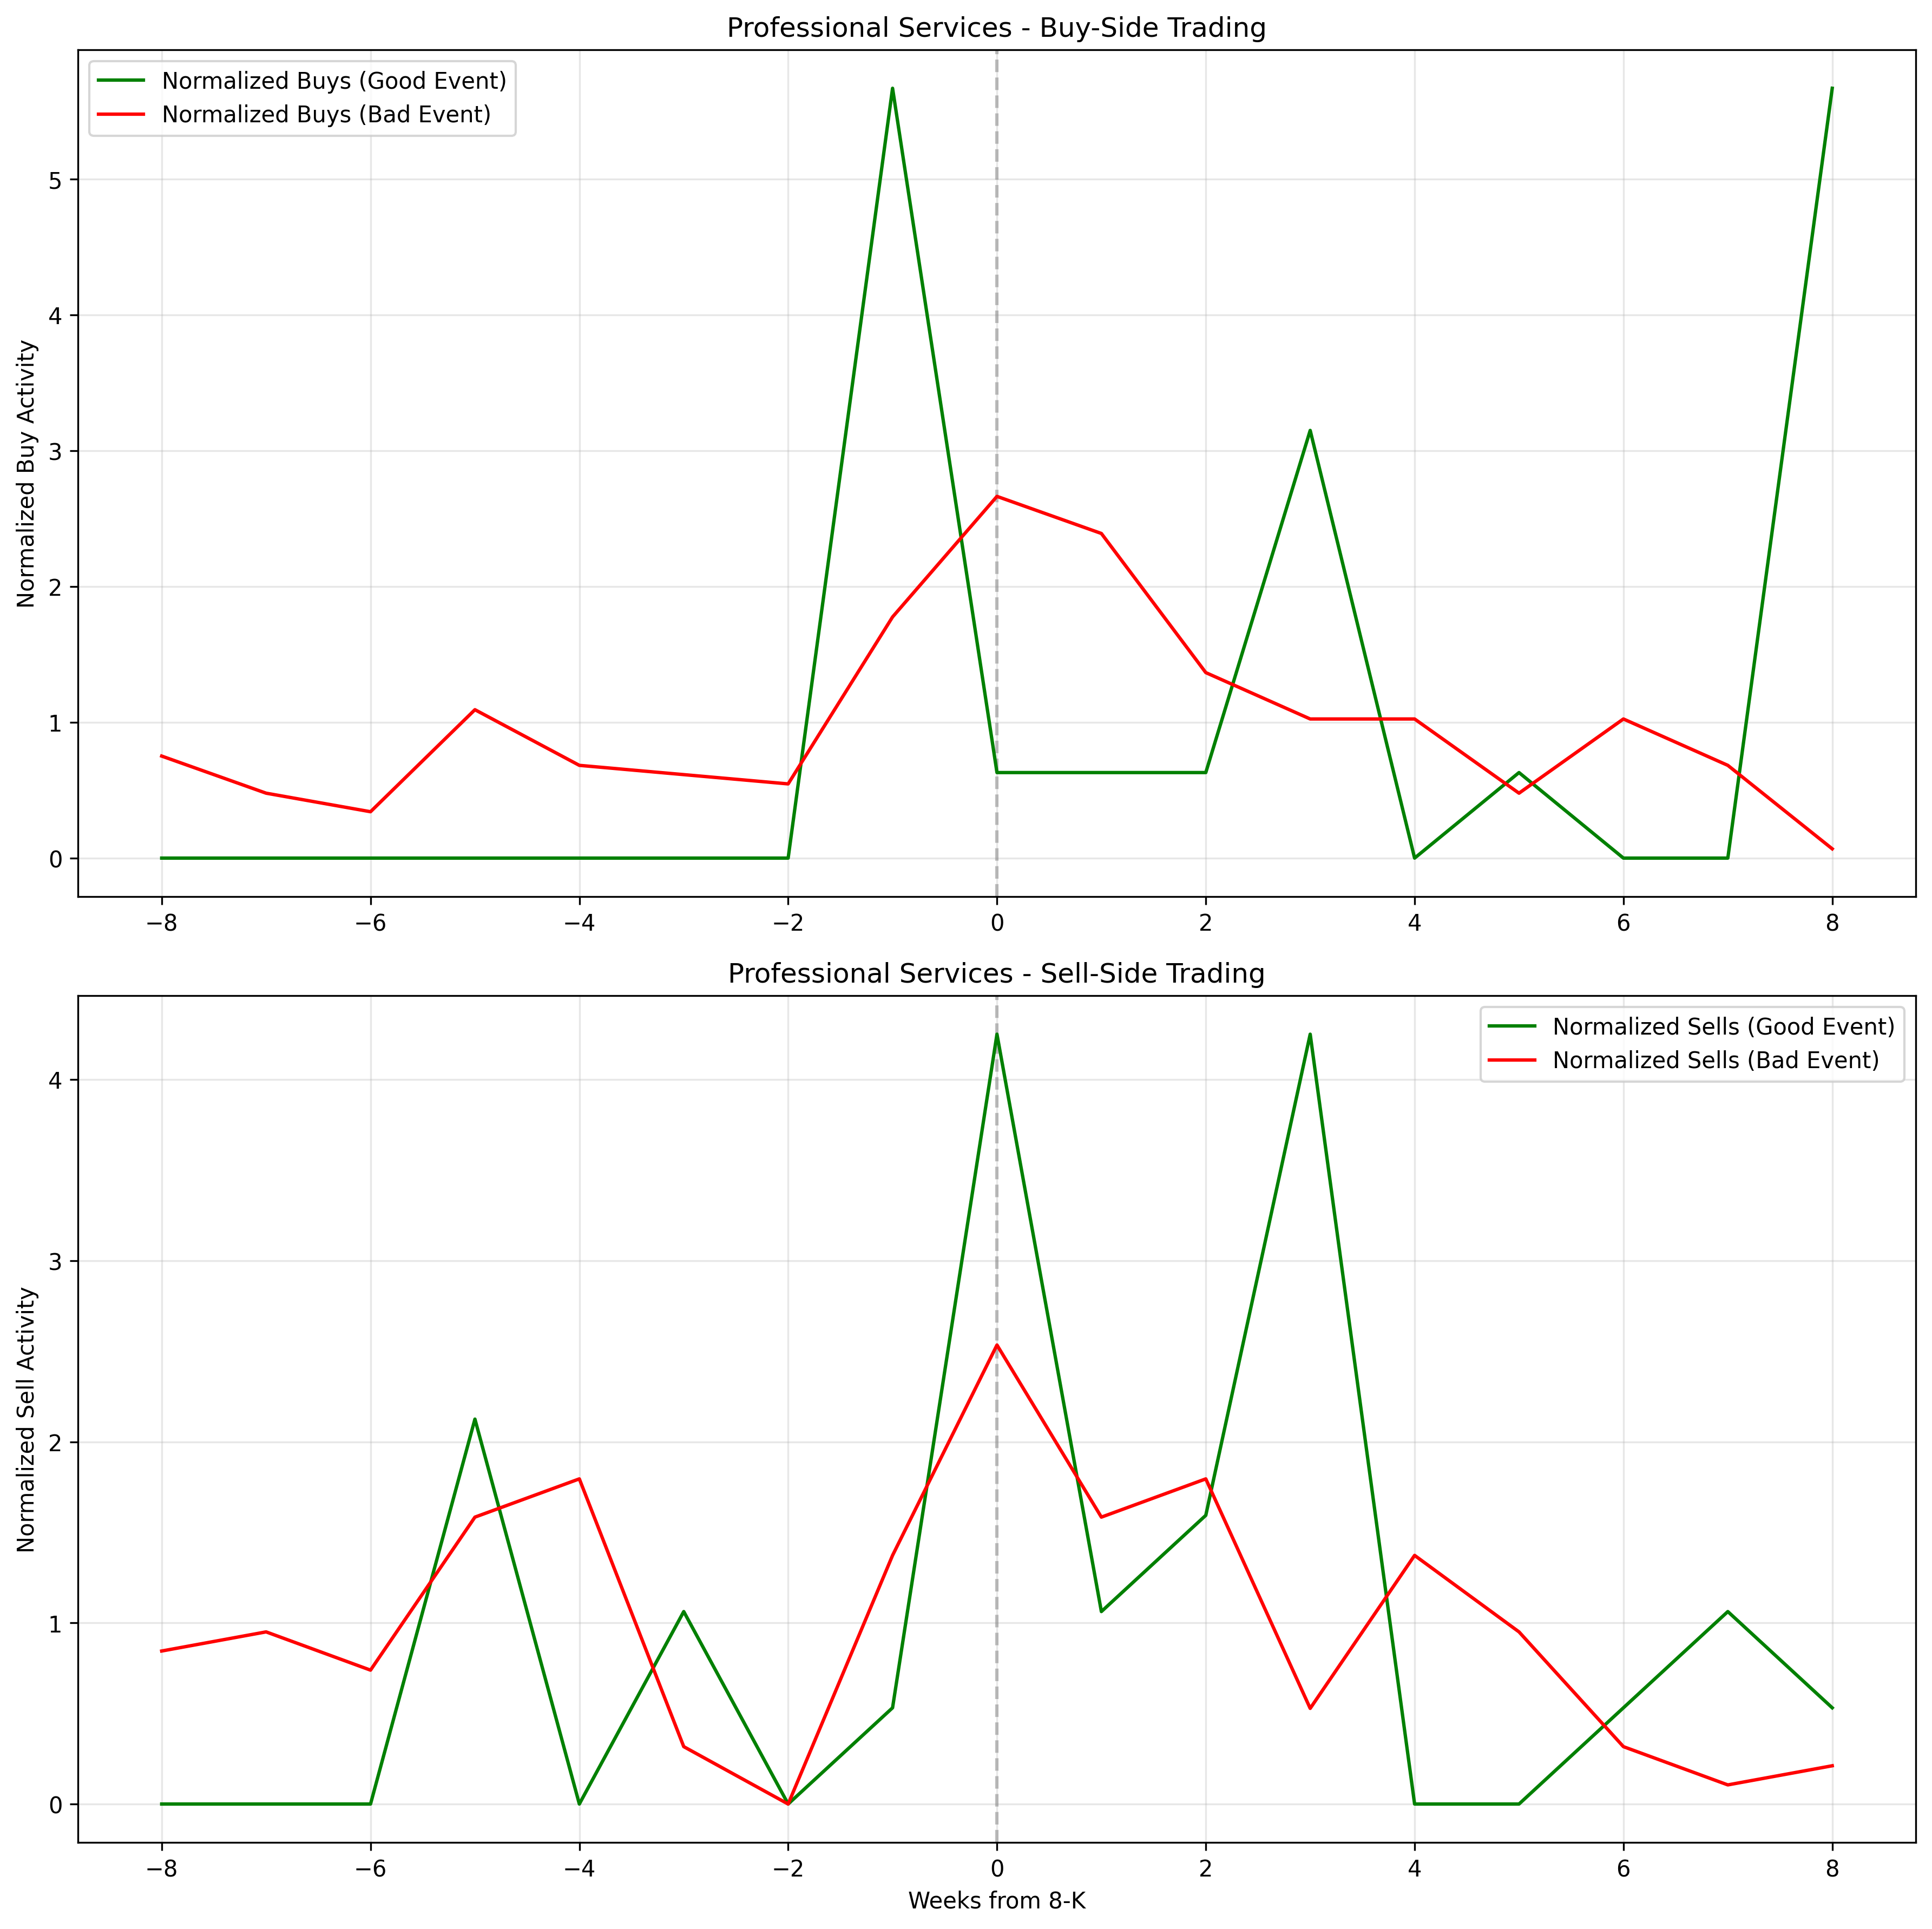 Professional Services - Buy-Side Trading
Normalized Buys (Good Event)
Normalized Buys (Bad Event)
Normalized Buy Activity
5
4
3
2
1
0
−8 −6 −4 −2 0 2 4 6 8
Professional Services - Sell-Side Trading
Normalized Sells (Good Event)
Normalized Sells (Bad Event)
Normalized Sell Activity
4
3
2
1
0
−8 −6 −4 −2 0 2 4 6 8
Weeks from 8-K